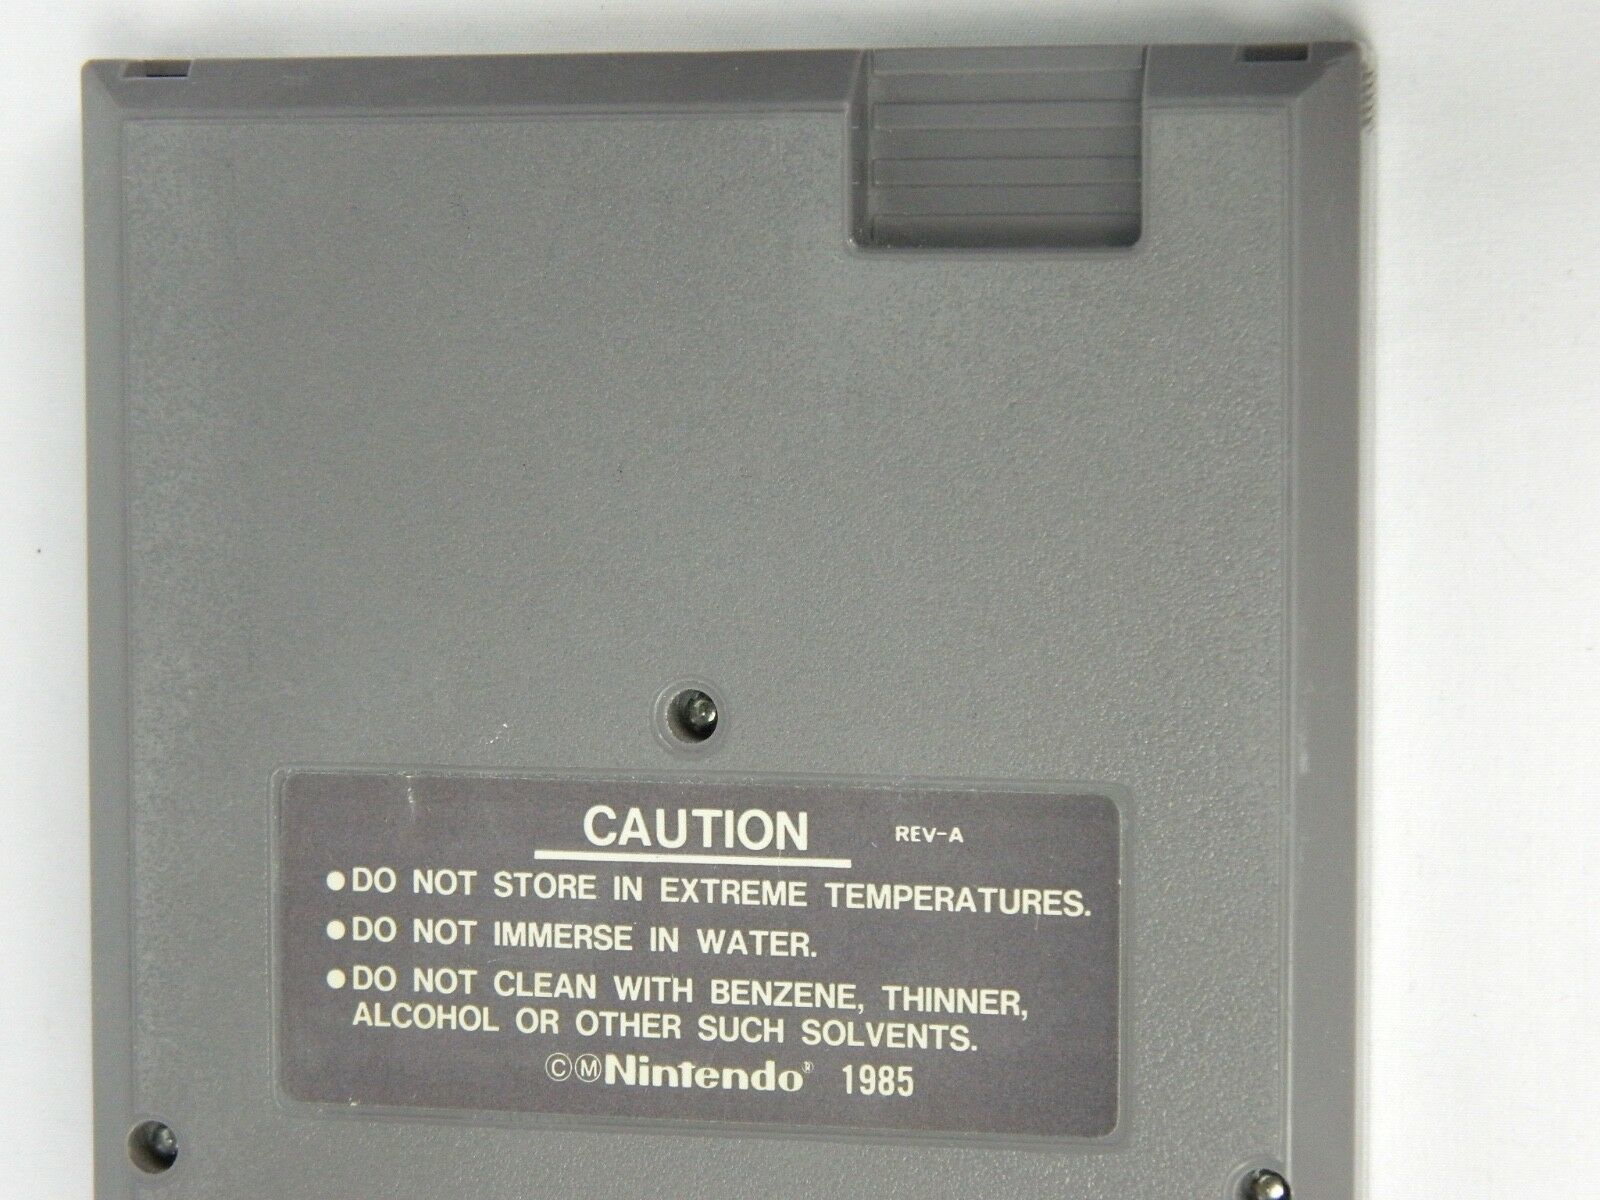 CAUTION REV-A
●DO NOT STORE IN EXTREME TEMPERATURES.
●DO NOT IMMERSE IN WATER.
●DO NOT CLEAN WITH BENZENE, THINNER,
ALCOHOL OR OTHER SUCH SOLVENTS.
ⒸⓂNintendo® 1985